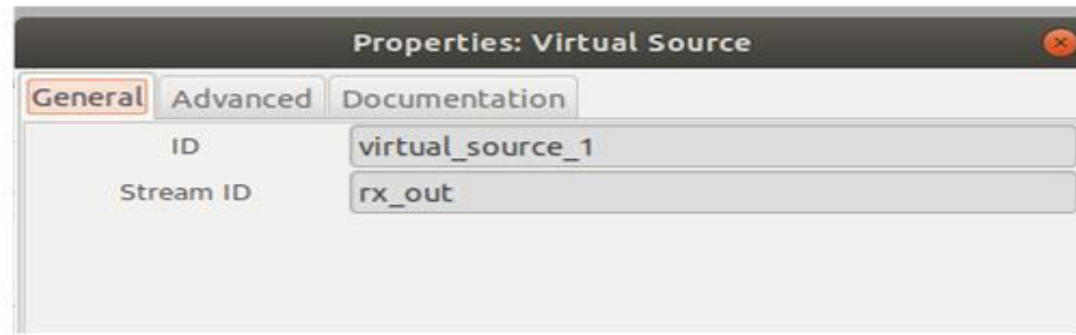 Properties: Virtual Source
General Advanced Documentation
ID virtual_source_1
Stream ID rx_out